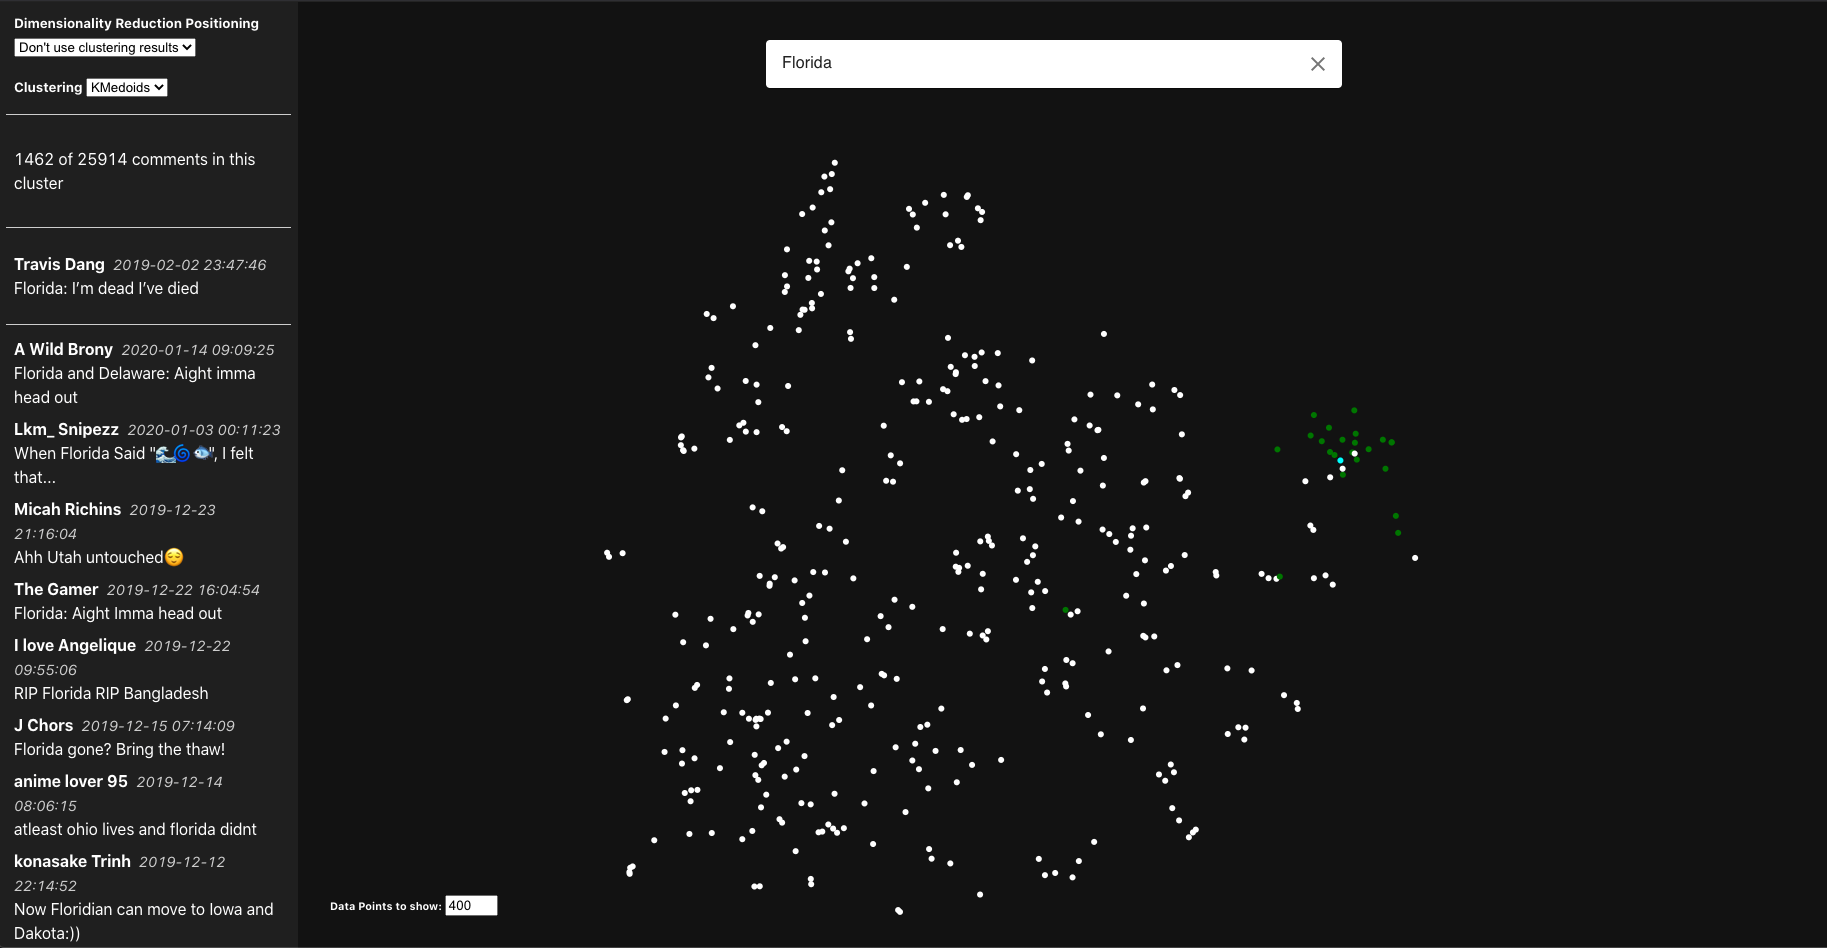 Dimensionality Reduction Positioning
Don't use clustering results
Clustering KMedoids
1462 of 25914 comments in this
cluster
Travis Dang 2019-02-02 23:47:46
Florida: I’m dead I’ve died
A Wild Brony 2020-01-14 09:09:25
Florida and Delaware: Aight imma
head out
Lkm_ Snipezz 2020-01-03 00:11:23
When Florida Said "🌊🌀🐟", I felt
that...
Micah Richins 2019-12-23
21:16:04
Ahh Utah untouched😌
The Gamer 2019-12-22 16:04:54
Florida: Aight Imma head out
I love Angelique 2019-12-22
09:55:06
RIP Florida RIP Bangladesh
J Chors 2019-12-15 07:14:09
Florida gone? Bring the thaw!
anime lover 95 2019-12-14
08:06:15
atleast ohio lives and florida didnt
konasake Trinh 2019-12-12
22:14:52
Now Floridian can move to Iowa and
Dakota:))
Florida
Data Points to show: 400